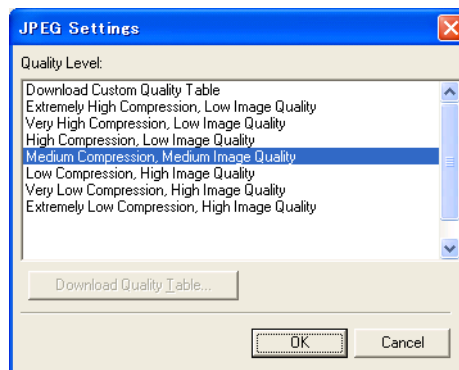 JPEG Settings
Quality Level:
Download Custom Quality Table
Extremely High Compression, Low Image Quality
Very High Compression, Low Image Quality
High Compression, Low Image Quality
Medium Compression, Medium Image Quality
Low Compression, High Image Quality
Very Low Compression, High Image Quality
Extremely Low Compression, High Image Quality
Download Quality Table...
OK Cancel